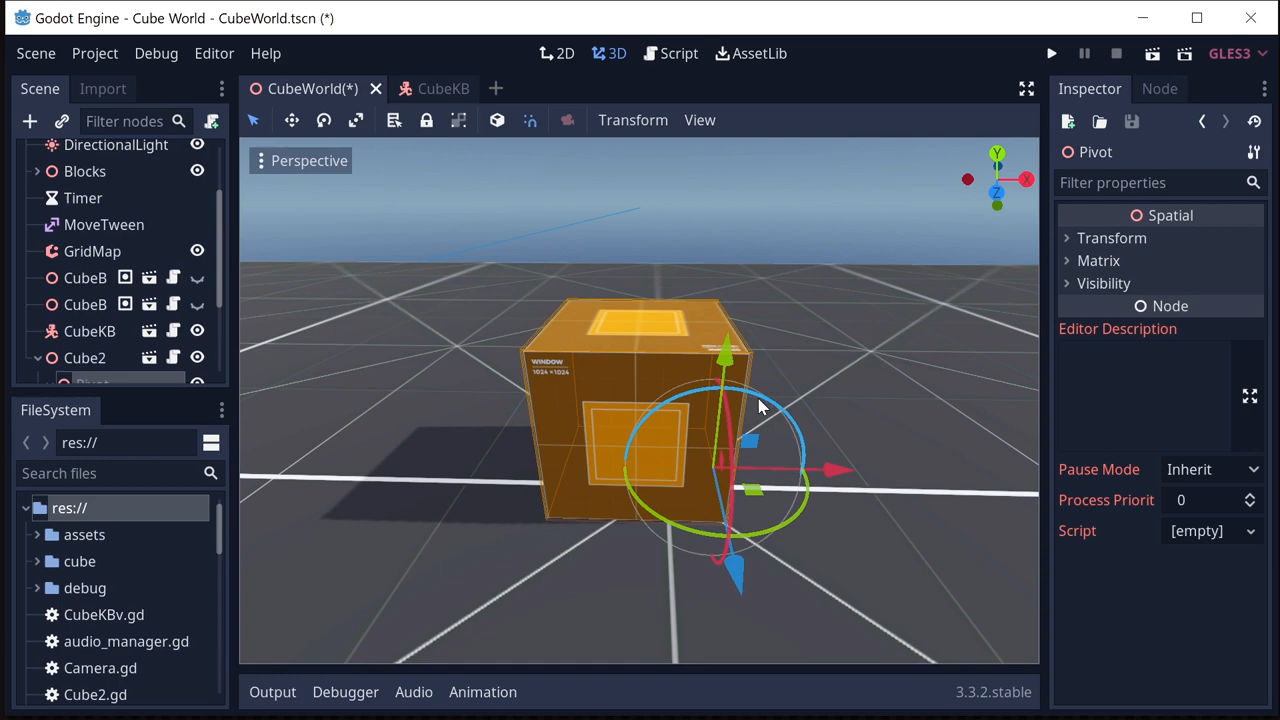 Godot Engine - Cube World - CubeWorld.tscn (*)
Scene Project Debug Editor Help
2D 3D Script AssetLib
GLES3
Scene Import
CubeWorld(*) CubeKB
Inspector Node
Filter nodes
Transform View
Pivot
Perspective
Y
X
Z
Filter properties
DirectionalLight
Blocks
Timer
MoveTween
GridMap
CubeB
CubeB
CubeKB
Cube2
Pivot
Spatial
Transform
Matrix
Visibility
Node
Editor Description
WINDOW
1024 x 1024
FileSystem
res://
Search files
res://
assets
cube
debug
CubeKBv.gd
audio_manager.gd
Camera.gd
Cube2.gd
Pause Mode Inherit
Process Priorit 0
Script [empty]
Output Debugger Audio Animation
3.3.2.stable